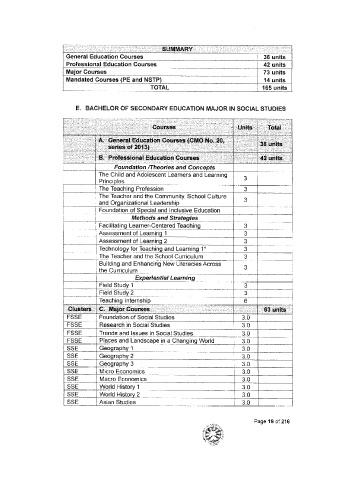 SUMMARY
General Education Courses 36 units
Professional Education Courses 42 units
Major Courses 73 units
Mandated Courses (PE and NSTP) 14 units
TOTAL 165 units
E. BACHELOR OF SECONDARY EDUCATION MAJOR IN SOCIAL STUDIES
Courses Units Total
A. General Education Courses (CMO No. 20, series of 2013) 36 units
B. Professional Education Courses 42 units
Foundation /Theories and Concepts
The Child and Adolescent Learners and Learning Principles 3
The Teaching Profession 3
The Teacher and the Community, School Culture and Organizational Leadership 3
Foundation of Special and Inclusive Education
Methods and Strategies
Facilitating Learner-Centered Teaching 3
Assessment of Learning 1 3
Assessment of Learning 2 3
Technology for Teaching and Learning 1* 3
The Teacher and the School Curriculum 3
Building and Enhancing New Literacies Across the Curriculum 3
Experiential Learning
Field Study 1 3
Field Study 2 3
Teaching Internship 6
Clusters C. Major Courses 63 units
FSSE Foundation of Social Studies 3.0
FSSE Research in Social Studies 3.0
FSSE Trends and Issues in Social Studies 3.0
FSSE Places and Landscape in a Changing World 3.0
SSE Geography 1 3.0
SSE Geography 2 3.0
SSE Geography 3 3.0
SSE Micro Economics 3.0
SSE Macro Economics 3.0
SSE World History 1 3.0
SSE World History 2 3.0
SSE Asian Studies 3.0
Page 19 of 216